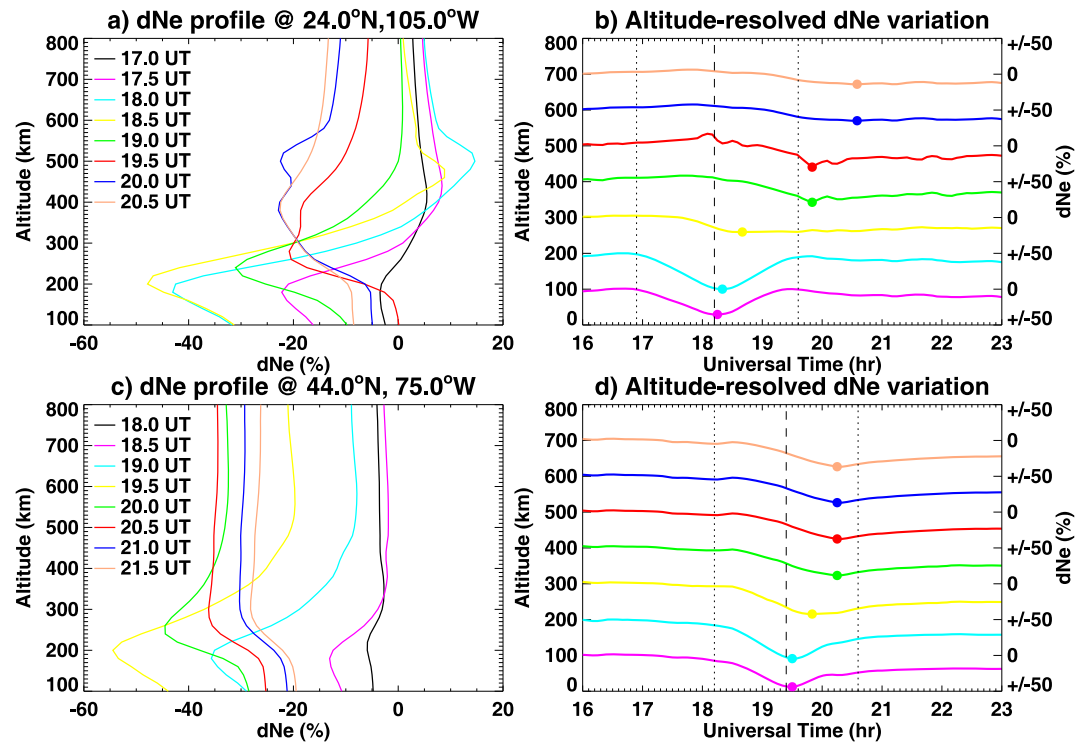 a) dNe profile @ 24.0°N,105.0°W
Altitude (km)
800
700
600
500
400
300
200
100
17.0 UT
17.5 UT
18.0 UT
18.5 UT
19.0 UT
19.5 UT
20.0 UT
20.5 UT
-60 -40 -20 0 20
dNe (%)
b) Altitude-resolved dNe variation
Altitude (km)
800
700
600
500
400
300
200
100
0
+/-50
0
+/-50
0
+/-50
0
+/-50
0
+/-50
dNe (%)
16 17 18 19 20 21 22 23
Universal Time (hr)
c) dNe profile @ 44.0°N, 75.0°W
Altitude (km)
800
700
600
500
400
300
200
100
18.0 UT
18.5 UT
19.0 UT
19.5 UT
20.0 UT
20.5 UT
21.0 UT
21.5 UT
-60 -40 -20 0 20
dNe (%)
d) Altitude-resolved dNe variation
Altitude (km)
800
700
600
500
400
300
200
100
0
+/-50
0
+/-50
0
+/-50
0
+/-50
0
+/-50
dNe (%)
16 17 18 19 20 21 22 23
Universal Time (hr)